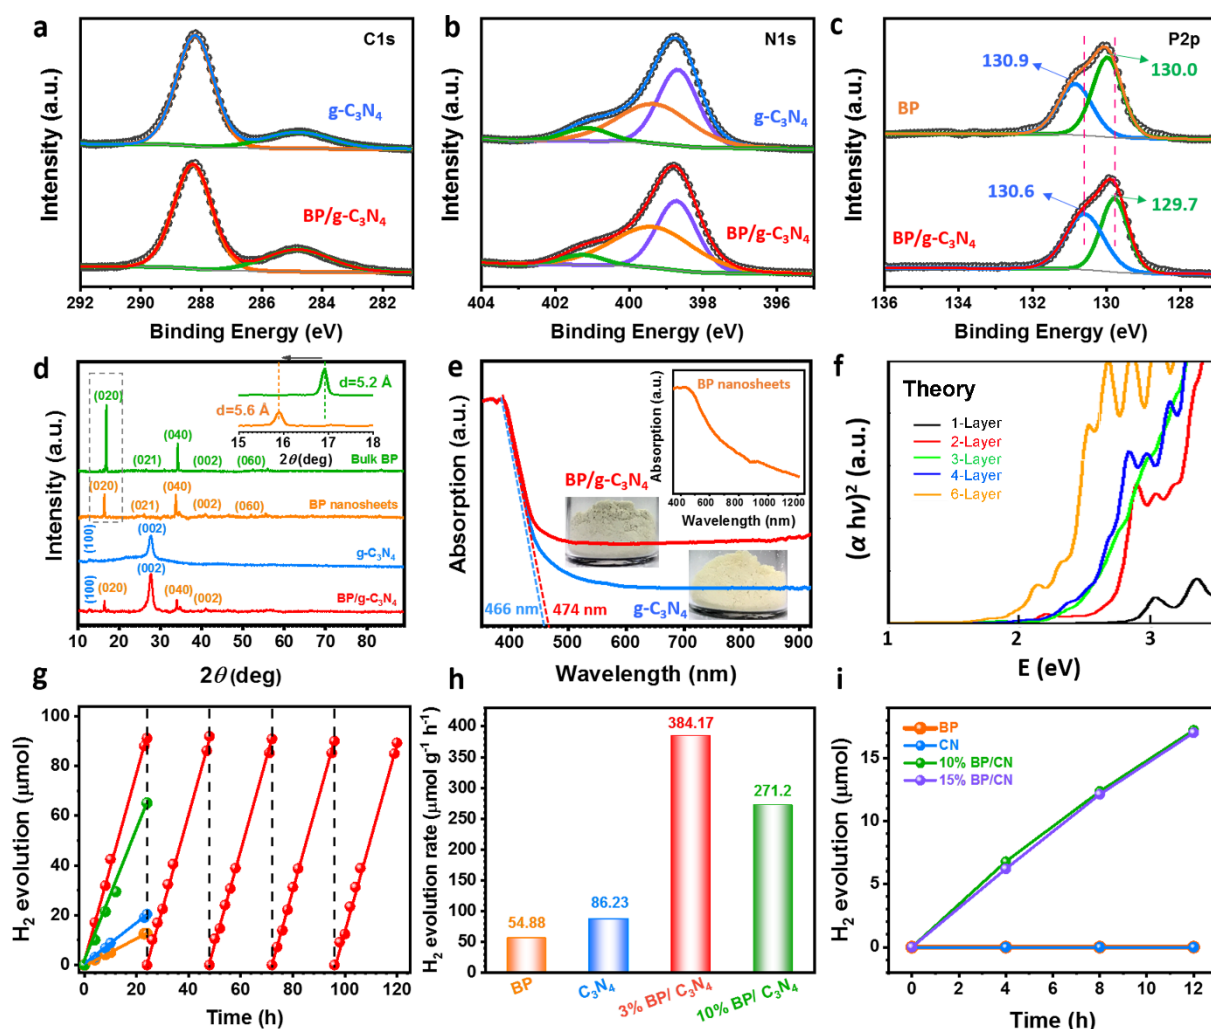 a
C1s
g-C₃N₄
BP/g-C₃N₄
Intensity (a.u.)
292 290 288 286 284 282
Binding Energy (eV)
b
N1s
g-C₃N₄
BP/g-C₃N₄
Intensity (a.u.)
404 402 400 398 396
Binding Energy (eV)
c
P2p
130.9
130.0
BP
130.6
129.7
BP/g-C₃N₄
Intensity (a.u.)
136 134 132 130 128
Binding Energy (eV)
d
(020)
d=5.2 Å
d=5.6 Å
15 16 17 18
2θ (deg)
(040)
(021) (002) (060)
Bulk BP
(020)
(040)
(021) (002) (060)
BP nanosheets
(100)
(002)
g-C₃N₄
(002)
(100)
(020)
(040)
(002)
BP/g-C₃N₄
Intensity (a.u.)
10 20 30 40 50 60 70 80
2θ (deg)
e
BP nanosheets
Absorption (a.u.)
400 600 800 1000 1200
Wavelength (nm)
BP/g-C₃N₄
g-C₃N₄
466 nm
474 nm
Absorption (a.u.)
400 500 600 700 800 900
Wavelength (nm)
f
Theory
1-Layer
2-Layer
3-Layer
4-Layer
6-Layer
(α hν)² (a.u.)
1 2 3
E (eV)
g
H₂ evolution (μmol)
100
80
60
40
20
0
0 20 40 60 80 100 120
Time (h)
h
H₂ evolution rate (μmol g⁻¹ h⁻¹)
400
350
300
250
200
150
100
50
0
54.88
86.23
384.17
271.2
BP
C₃N₄
3% BP/ C₃N₄
10% BP/ C₃N₄
i
BP
CN
10% BP/CN
15% BP/CN
H₂ evolution (μmol)
15
10
5
0
0 2 4 6 8 10 12
Time (h)